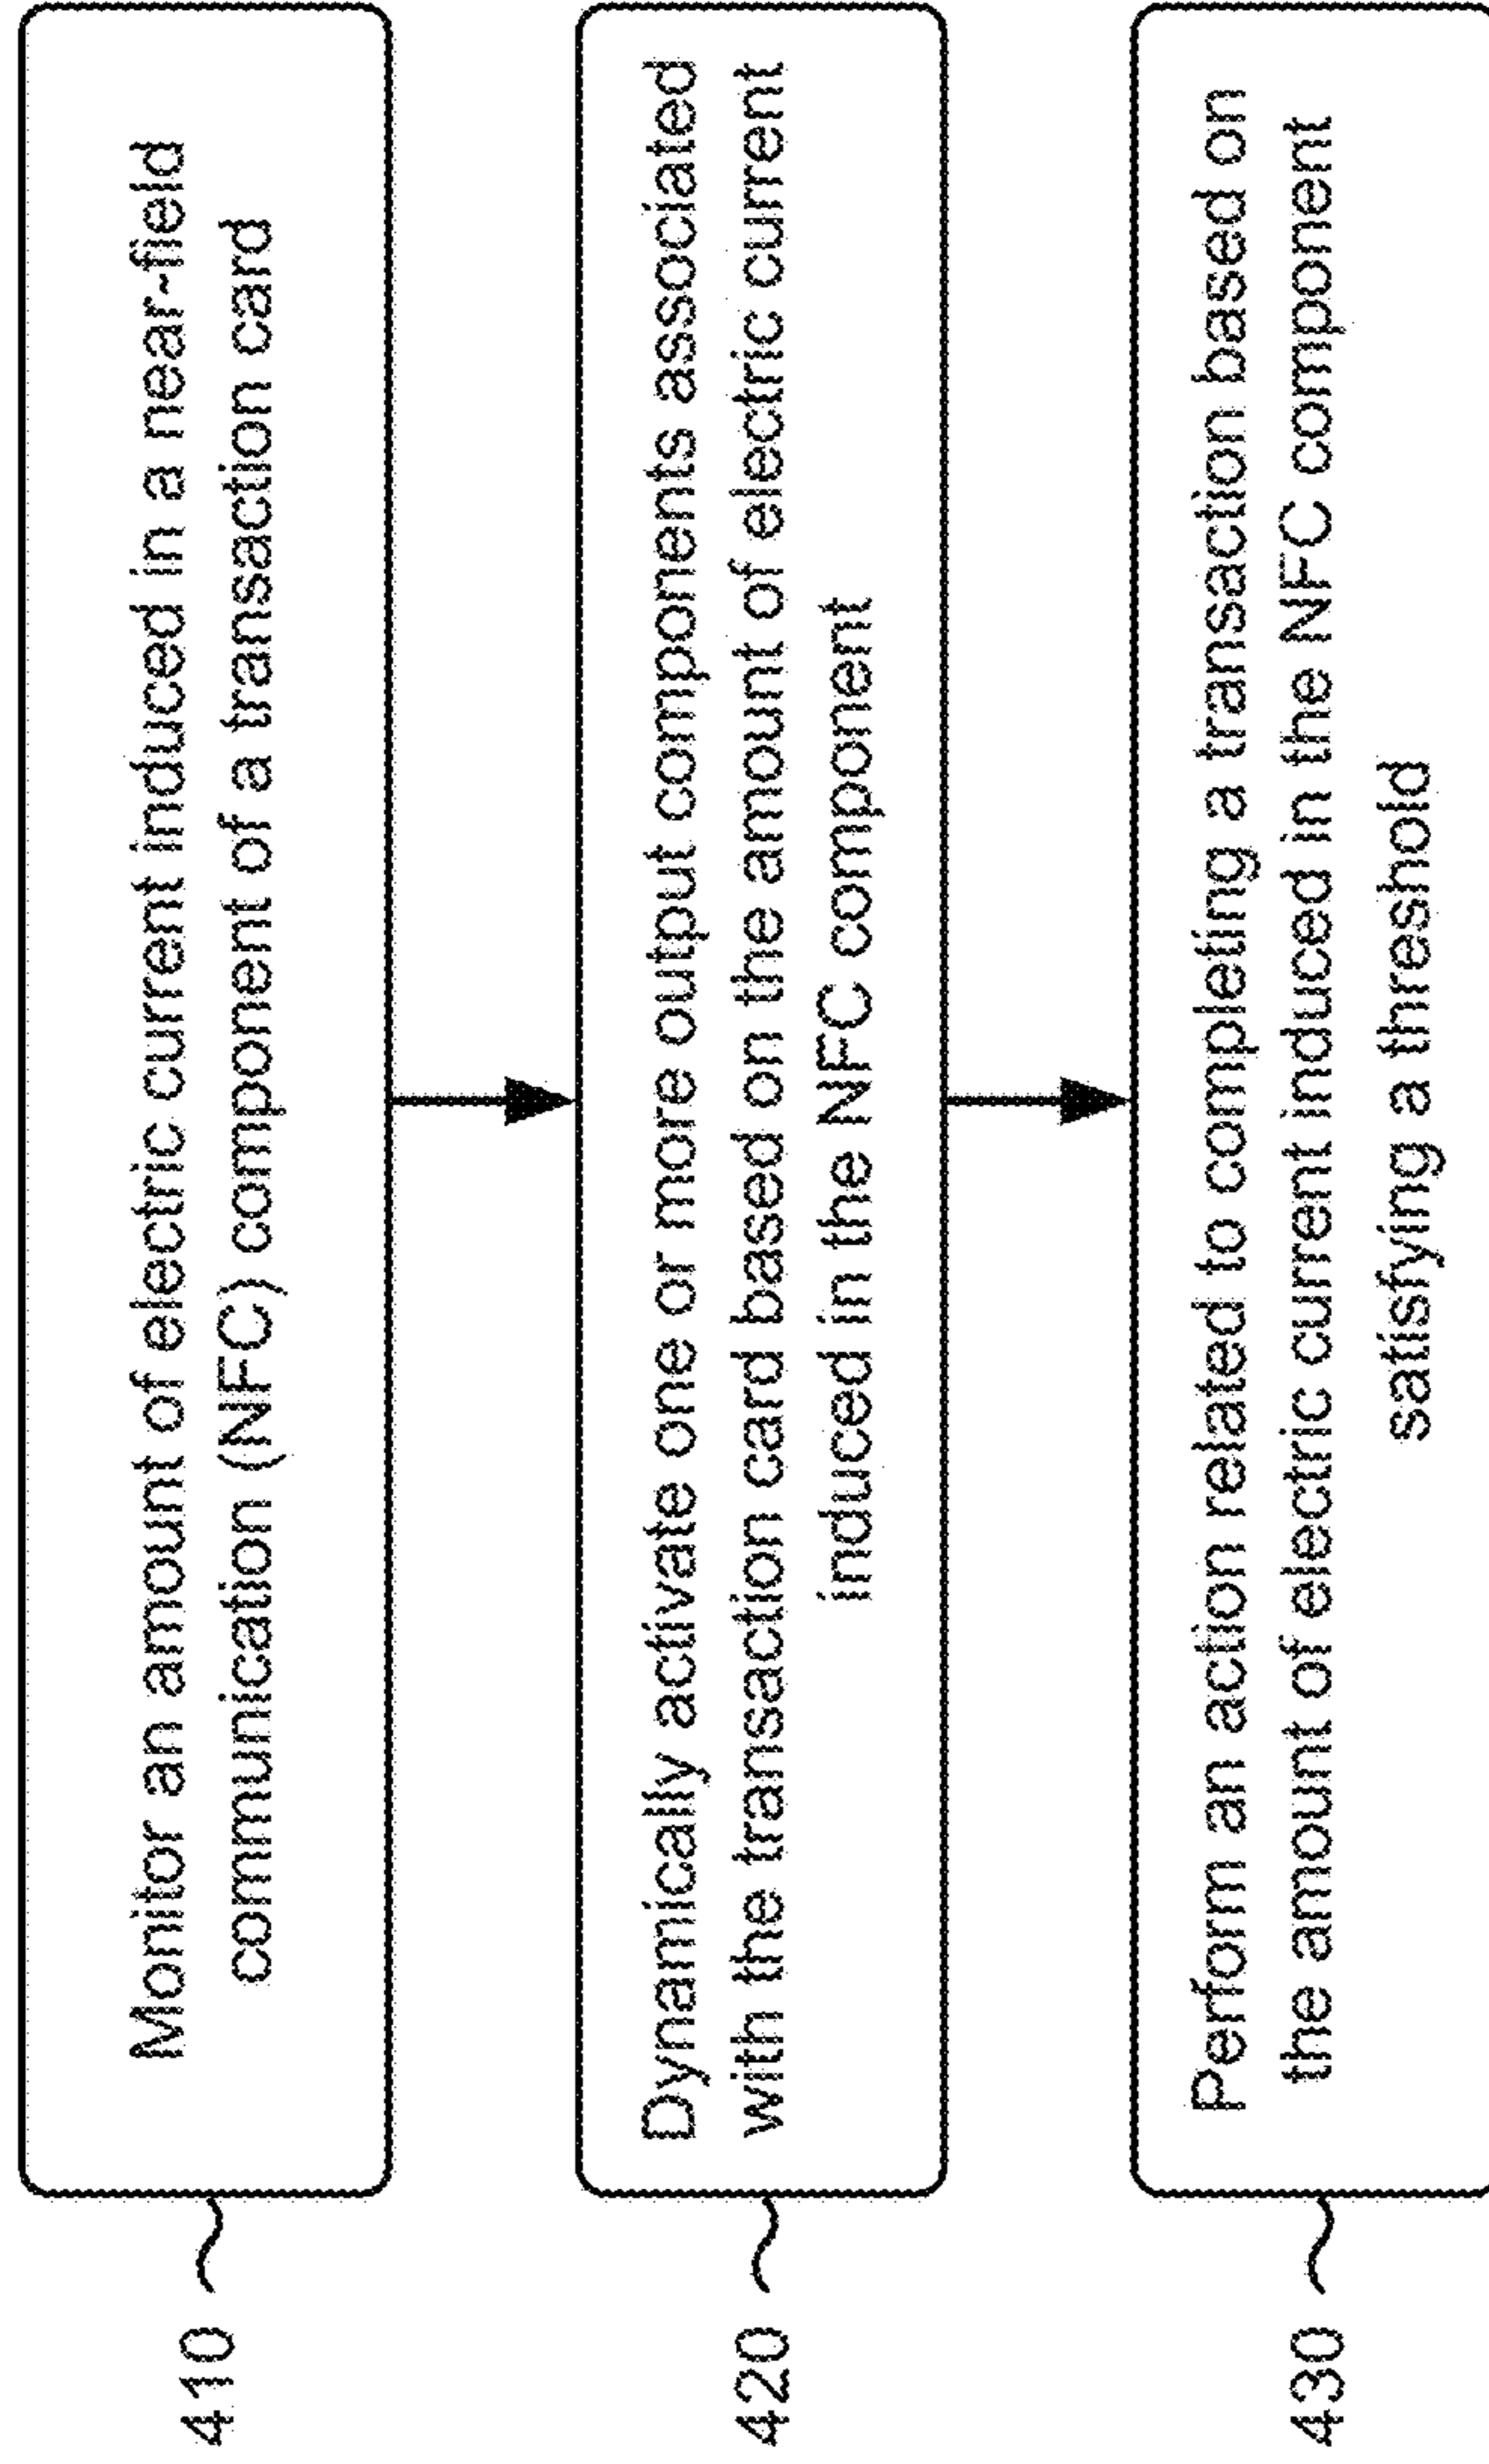 410
Monitor an amount of electric current induced in a near-field
communication (NFC) component of a transaction card
420
Dynamically activate one or more output components associated
with the transaction card based on the amount of electric current
induced in the NFC component
430
Perform an action related to completing a transaction based on
the amount of electric current induced in the NFC component
satisfying a threshold